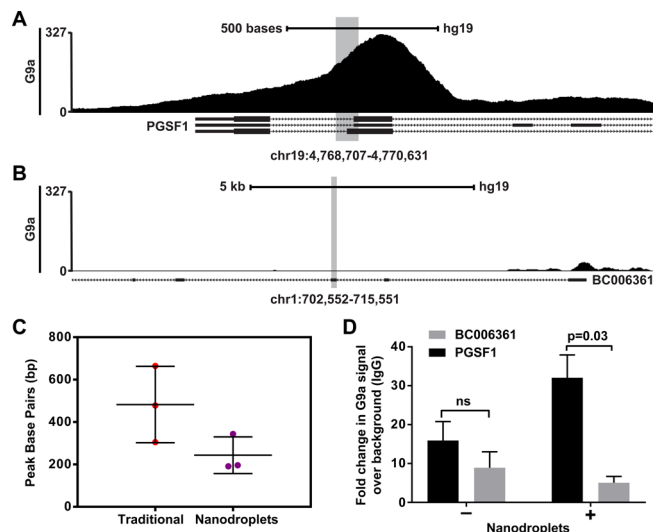 A
327
500 bases
hg19
G9a
0
PGSF1
chr19:4,768,707-4,770,631
B
327
5 kb
hg19
G9a
0
BC006361
chr1:702,552-715,551
C
800
600
400
200
0
Peak Base Pairs (bp)
Traditional Nanodroplets
D
BC006361
PGSF1
40
30
20
10
0
Fold change in G9a signal
over background (IgG)
ns
p=0.03
– +
Nanodroplets